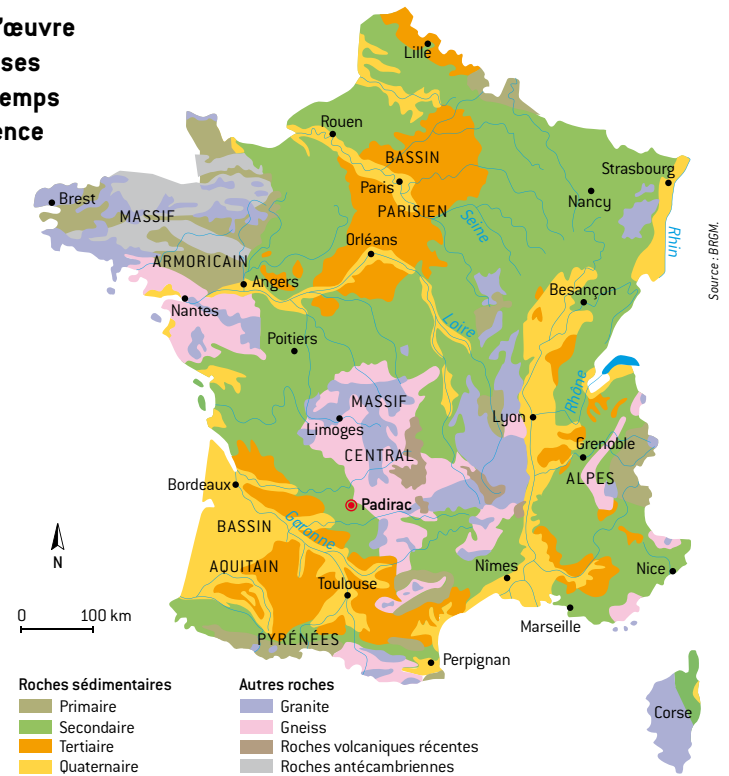 'œuvre
ses
emps
ence
Lille
Rouen
BASSIN
Strasbourg
Paris
Nancy
Brest
PARISIEN
MASSIF
Seine
Rhin
Source : BRGM.
Orléans
ARMORICAIN
Angers
Besançon
Nantes
Loire
Poitiers
Rhône
MASSIF
Lyon
Limoges
Grenoble
CENTRAL
ALPES
Bordeaux
Padirac
Garonne
BASSIN
N
AQUITAIN
Nîmes
Nice
Toulouse
0 100 km
Marseille
PYRÉNÉES
Perpignan
Corse
Roches sédimentaires
Primaire
Secondaire
Tertiaire
Quaternaire
Autres roches
Granite
Gneiss
Roches volcaniques récentes
Roches antécambriennes